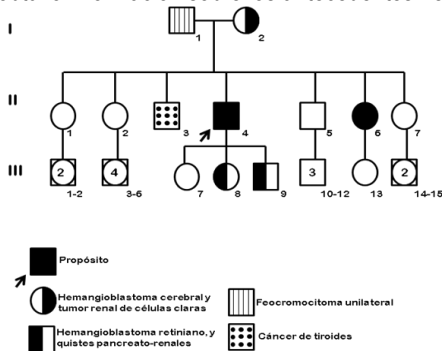 I
1 2
II
1 2 3 4 5 6 7
III
2 4 3 2
1-2 3-6 7 8 9 10-12 13 14-15
Propósito
Hemangioblastoma cerebral y
tumor renal de células claras
Feocromocitoma unilateral
Hemangioblastoma retiniano, y
quistes pancreato-renales
Cáncer de tiroides